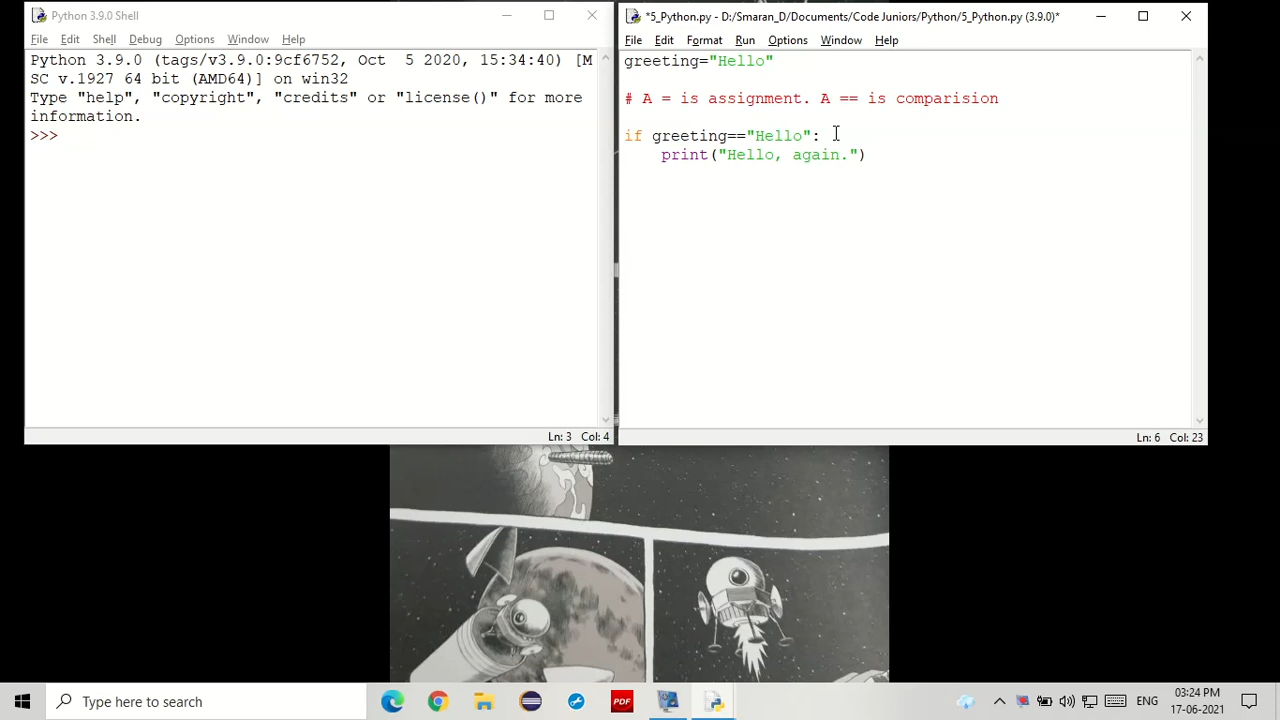 Python 3.9.0 Shell
File Edit Shell Debug Options Window Help
Python 3.9.0 (tags/v3.9.0:9cf6752, Oct  5 2020, 15:34:40) [M
SC v.1927 64 bit (AMD64)] on win32
Type "help", "copyright", "credits" or "license()" for more
information.
>>>
Ln: 3 Col: 4
*5_Python.py - D:/Smaran_D/Documents/Code Juniors/Python/5_Python.py (3.9.0)*
File Edit Format Run Options Window Help
greeting="Hello"
# A = is assignment. A == is comparision
if greeting=="Hello":
    print("Hello, again.")
Ln: 6 Col: 23
Type here to search
PDF
ENG
03:24 PM
17-06-2021